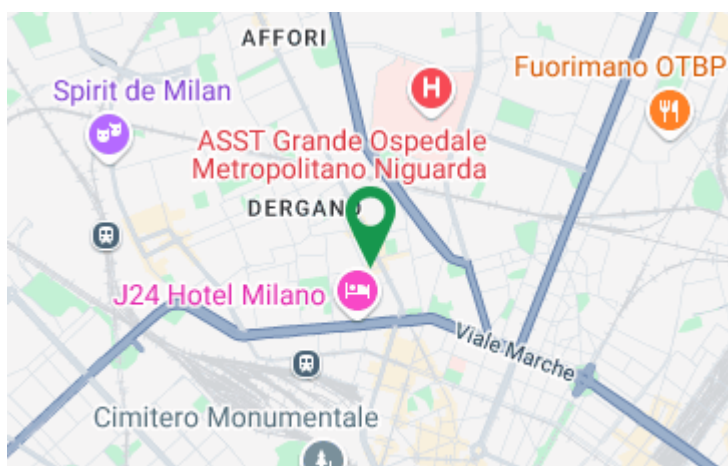 AFFORI
Fuorimano OTBP
Spirit de Milan
H
ASST Grande Ospedale
Metropolitano Niguarda
DERGANO
J24 Hotel Milano
Viale Marche
Cimitero Monumentale